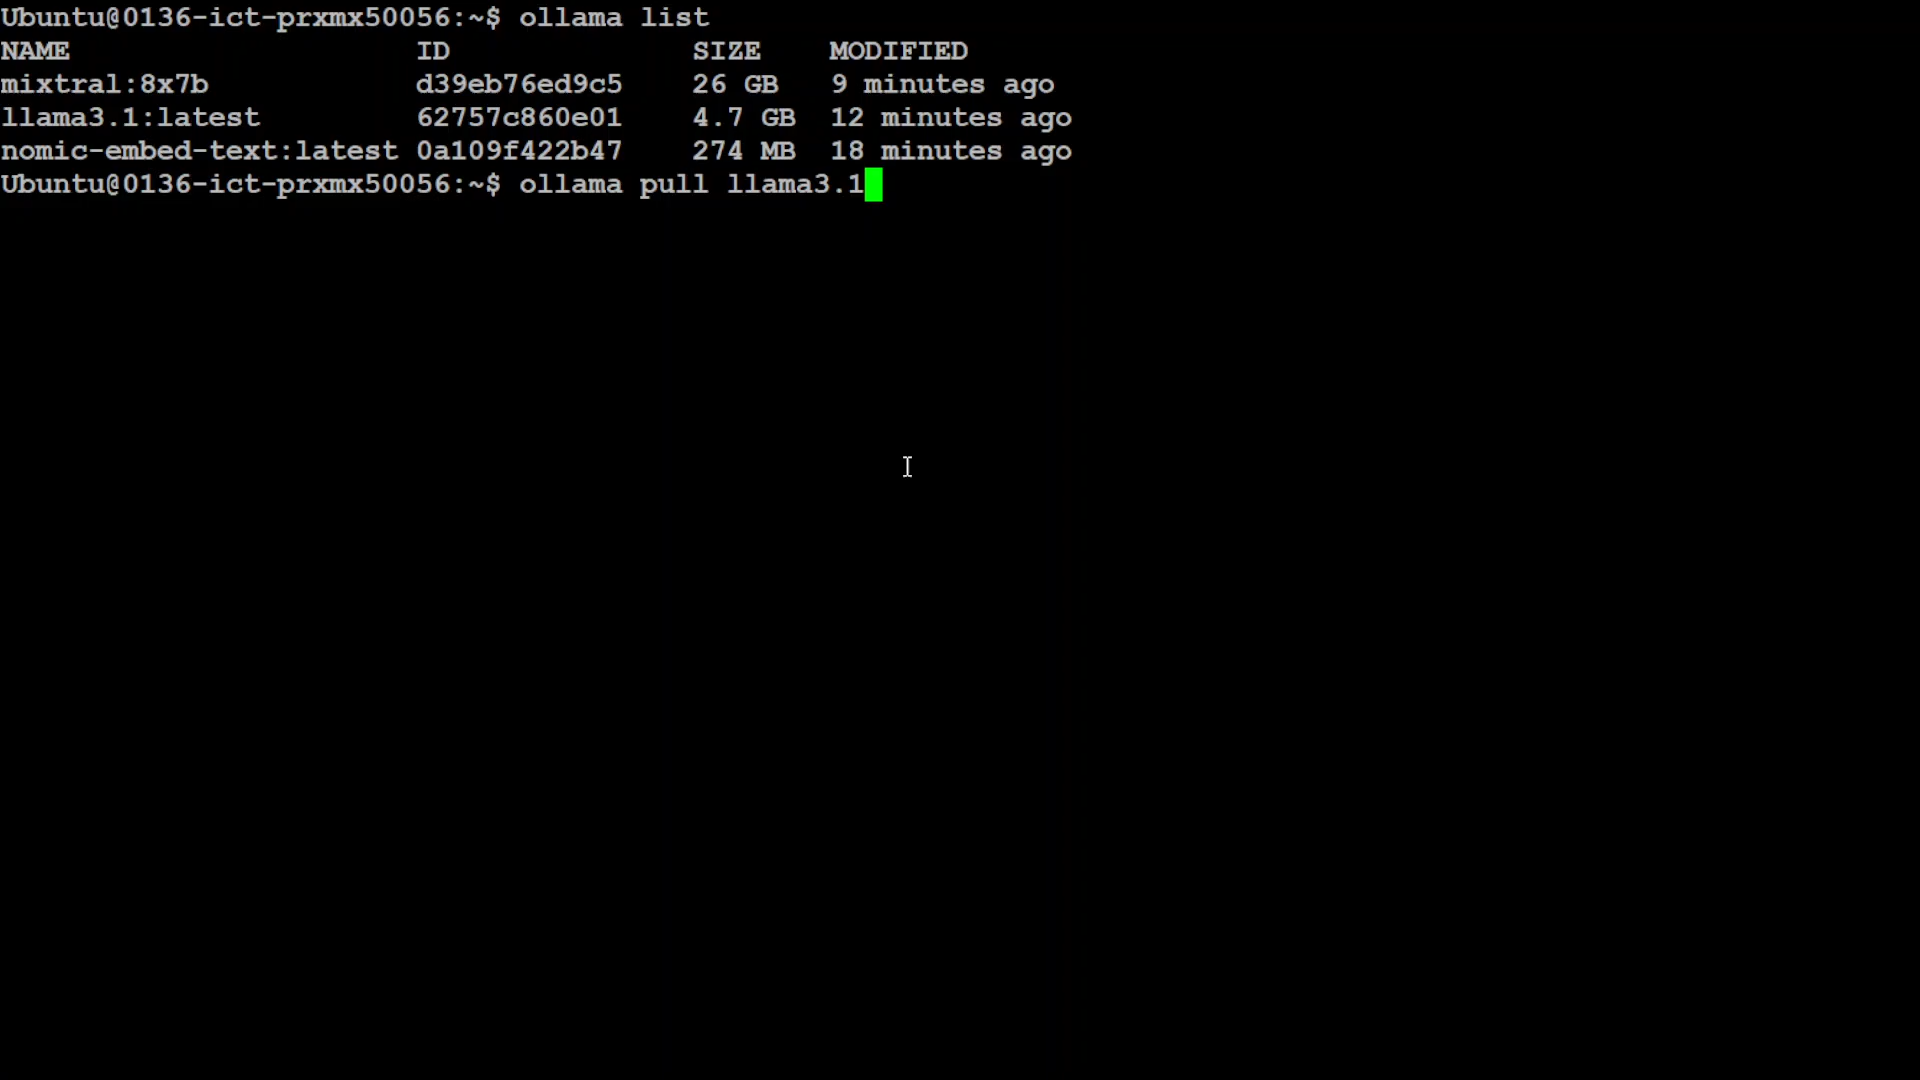 Ubuntu@0136-ict-prxmx50056:~$ ollama list
NAME ID SIZE MODIFIED
mixtral:8x7b d39eb76ed9c5 26 GB 9 minutes ago
llama3.1:latest 62757c860e01 4.7 GB 12 minutes ago
nomic-embed-text:latest 0a109f422b47 274 MB 18 minutes ago
Ubuntu@0136-ict-prxmx50056:~$ ollama pull llama3.1